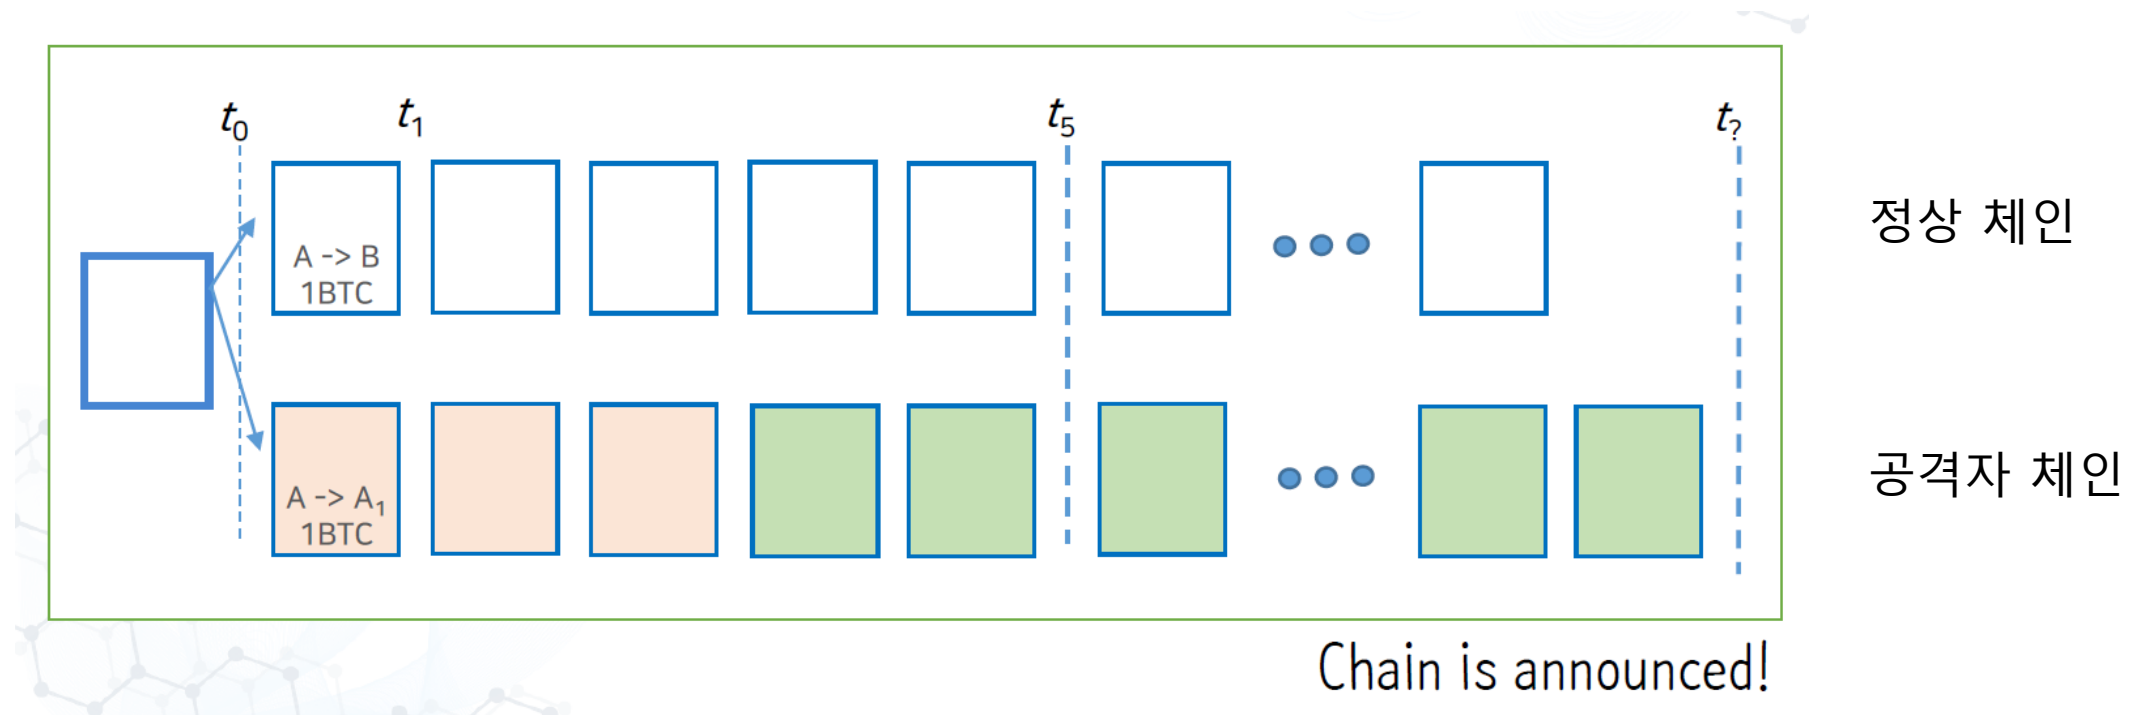 t0
t1
t5
t?
A -> B
1BTC
정상 체인
A -> A1
1BTC
공격자 체인
Chain is announced!